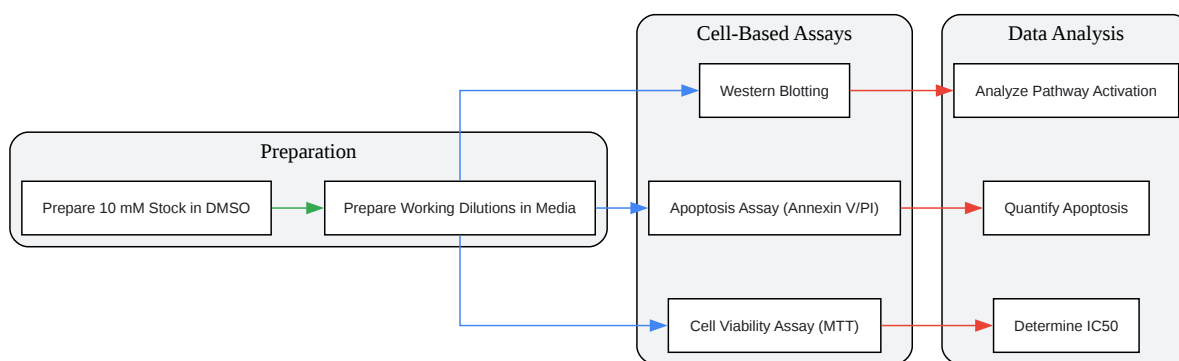 Preparation
Prepare 10 mM Stock in DMSO
Prepare Working Dilutions in Media
Cell-Based Assays
Western Blotting
Apoptosis Assay (Annexin V/PI)
Cell Viability Assay (MTT)
Data Analysis
Analyze Pathway Activation
Quantify Apoptosis
Determine IC50